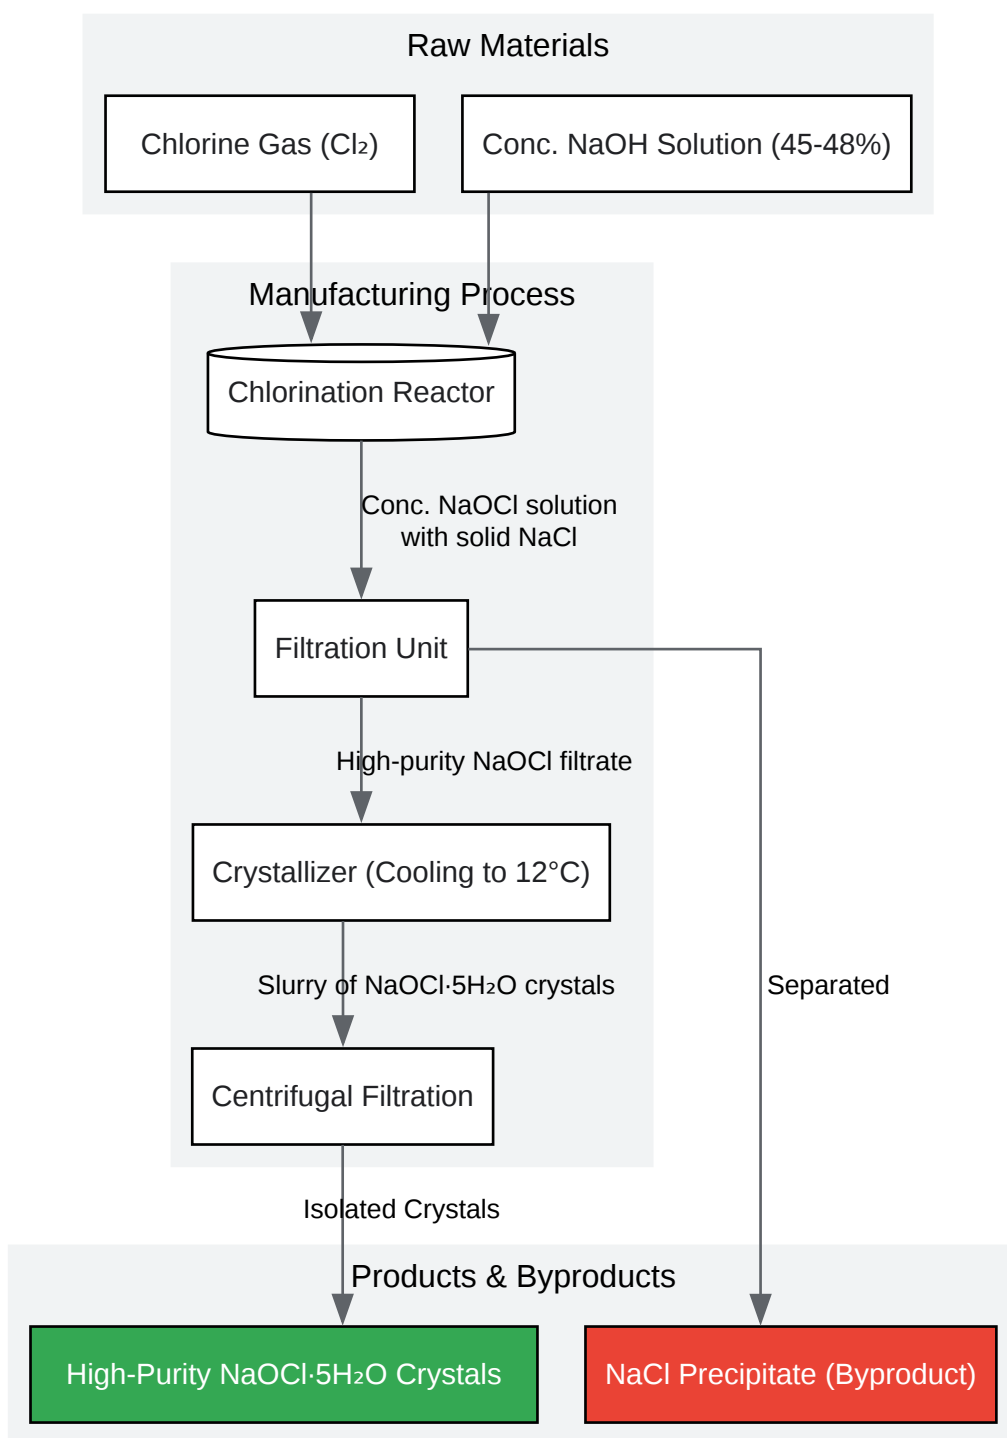 Raw Materials
Chlorine Gas (Cl₂)
Conc. NaOH Solution (45-48%)
Manufacturing Process
Chlorination Reactor
Conc. NaOCl solution
with solid NaCl
Filtration Unit
High-purity NaOCl filtrate
Crystallizer (Cooling to 12°C)
Slurry of NaOCl·5H₂O crystals
Separated
Centrifugal Filtration
Isolated Crystals
Products & Byproducts
High-Purity NaOCl·5H₂O Crystals
NaCl Precipitate (Byproduct)